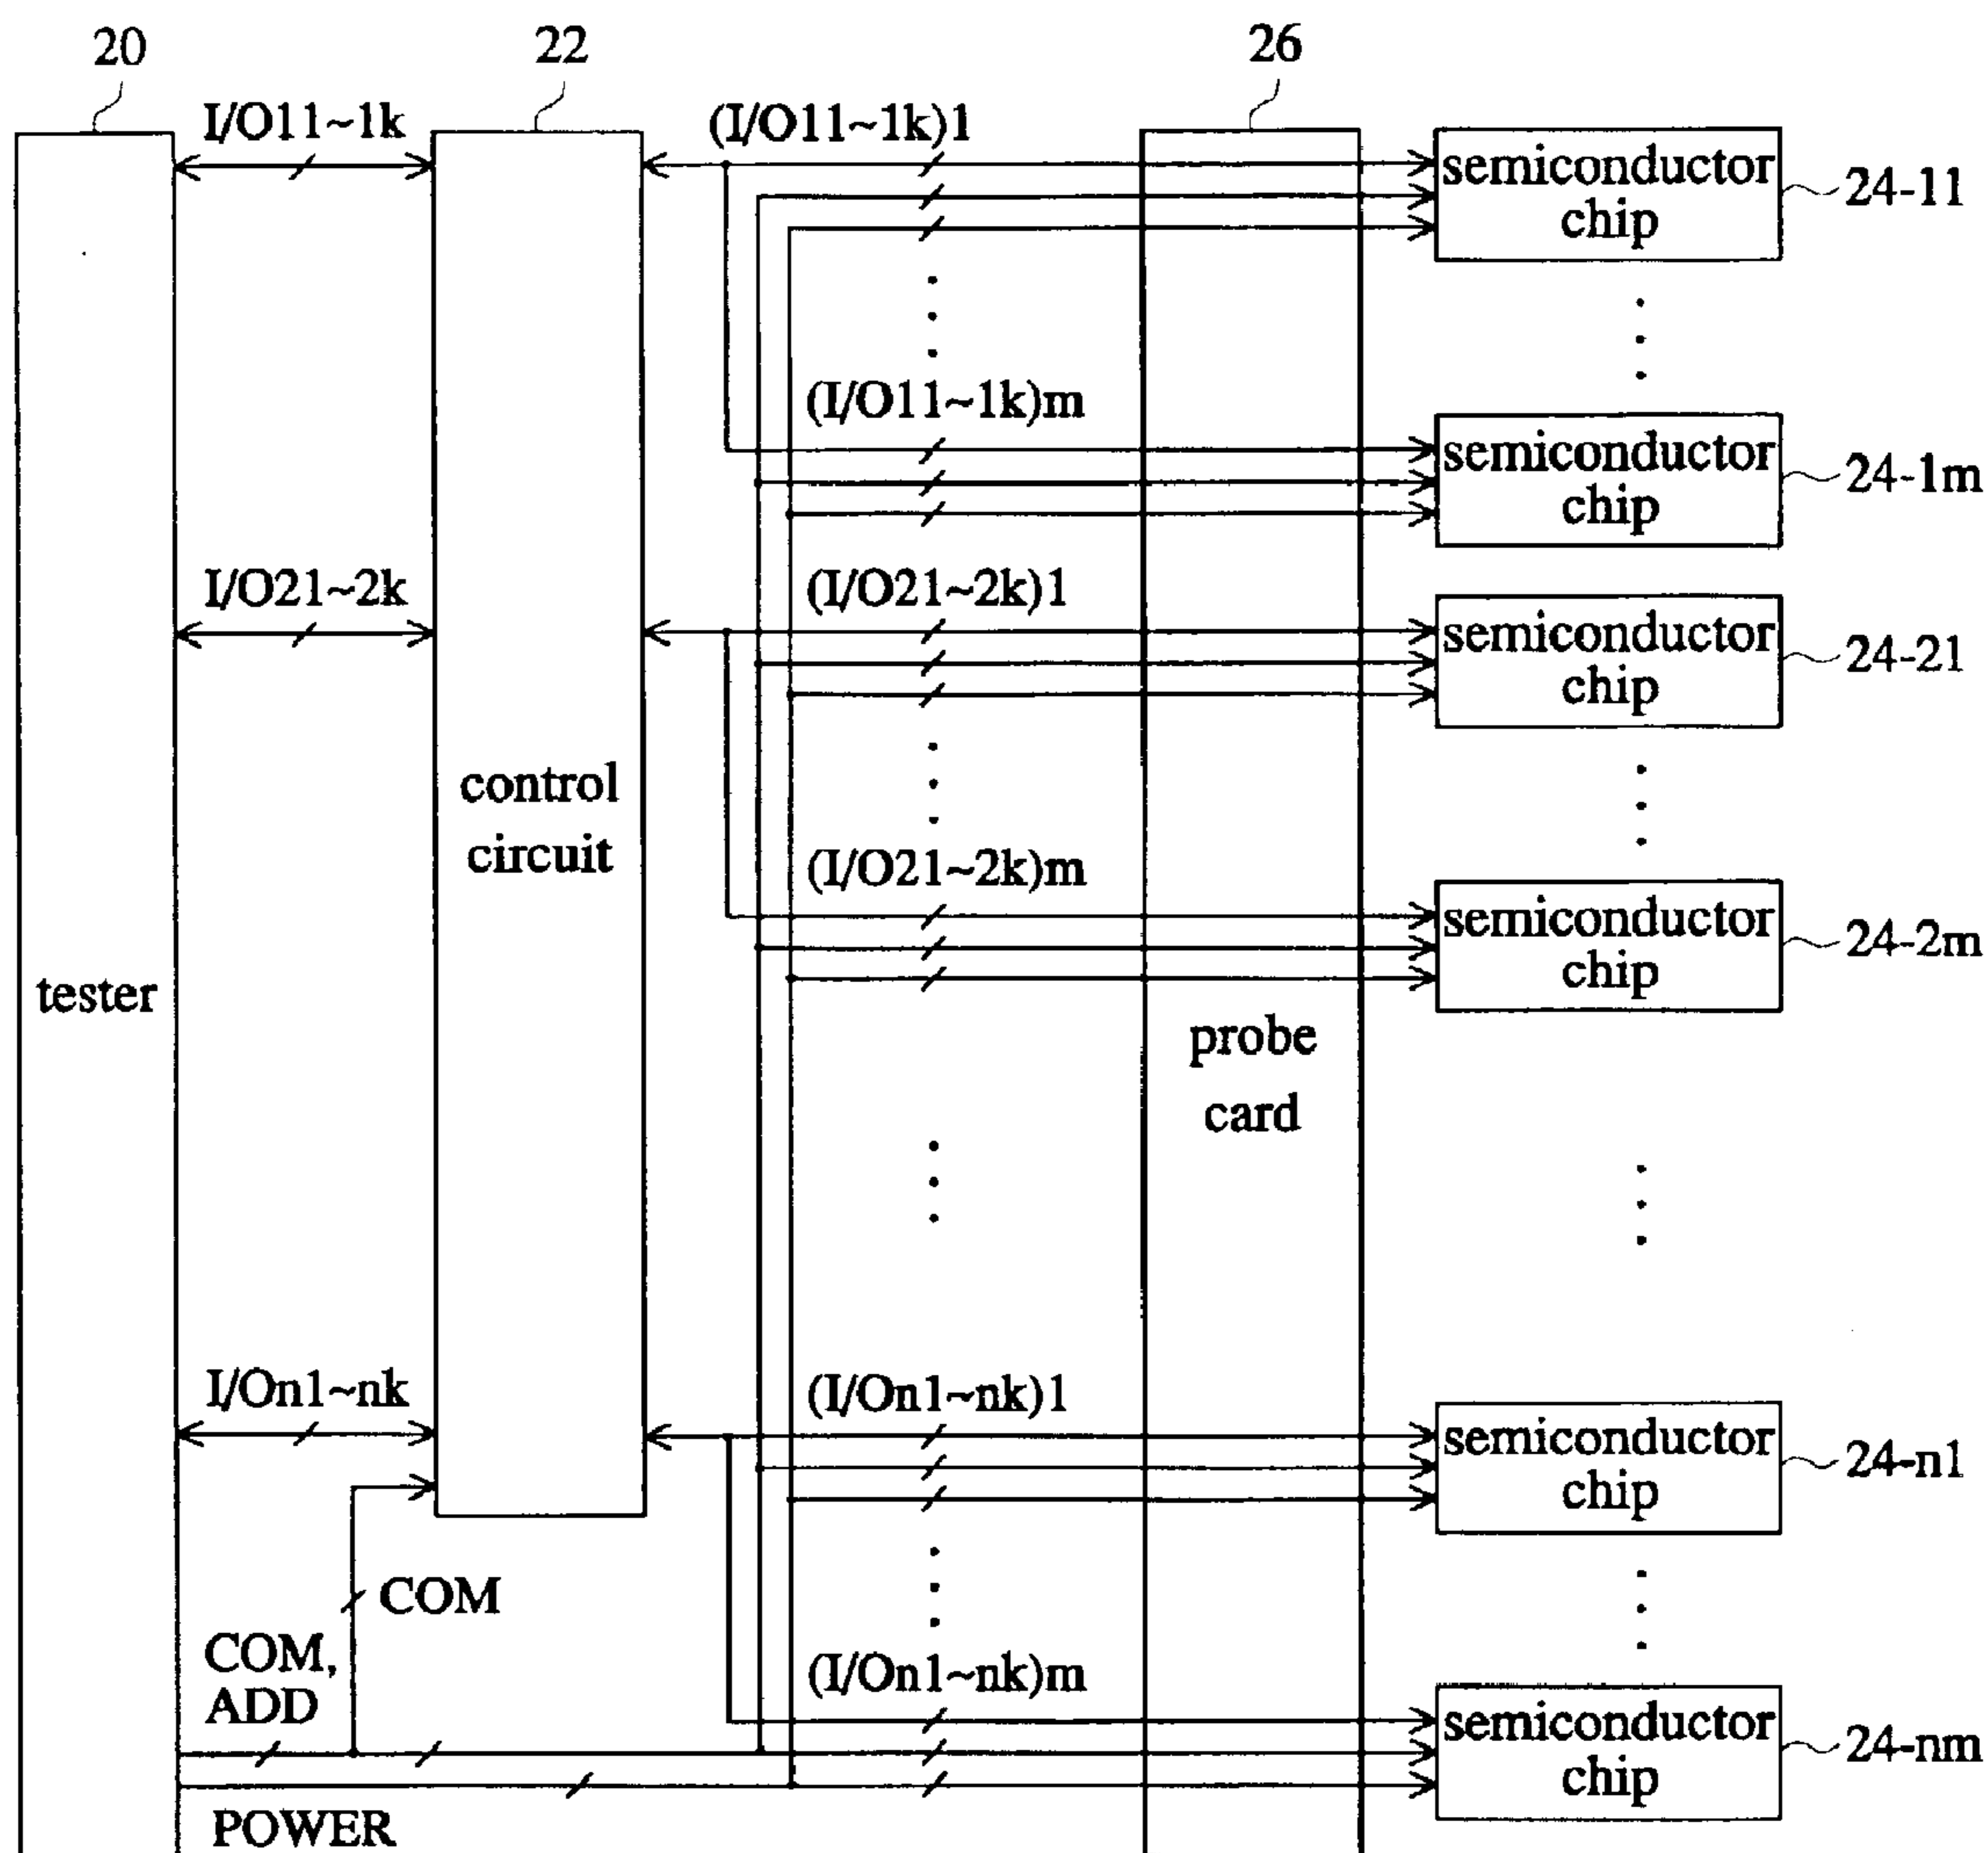 20
22
26
I/O11~1k
(I/O11~1k)1
semiconductor
chip
24-11
(I/O11~1k)m
semiconductor
chip
24-1m
I/O21~2k
(I/O21~2k)1
semiconductor
chip
24-21
control
circuit
(I/O21~2k)m
semiconductor
chip
24-2m
tester
probe
card
I/On1~nk
(I/On1~nk)1
semiconductor
chip
24-n1
COM
COM,
ADD
(I/On1~nk)m
semiconductor
chip
24-nm
POWER